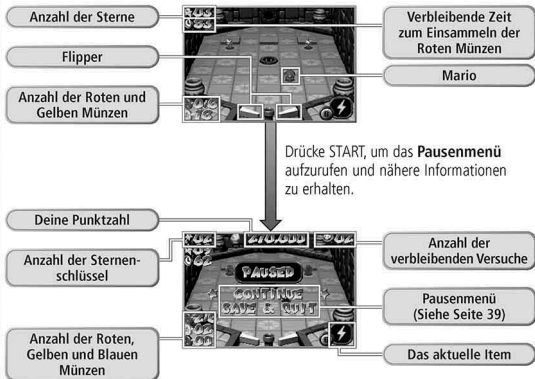 Anzahl der Sterne
Verbleibende Zeit
zum Einsammeln der
Roten Münzen
Flipper
Mario
Anzahl der Roten und
Gelben Münzen
Drücke START, um das Pausenmenü
aufzurufen und nähere Informationen
zu erhalten.
Deine Punktzahl
270,000
Anzahl der Sternen-
schlüssel
Anzahl der
verbleibenden Versuche
PAUSED
CONTINUE
SAVE & QUIT
Pausenmenü
(Siehe Seite 39)
Anzahl der Roten,
Gelben und Blauen
Münzen
Das aktuelle Item